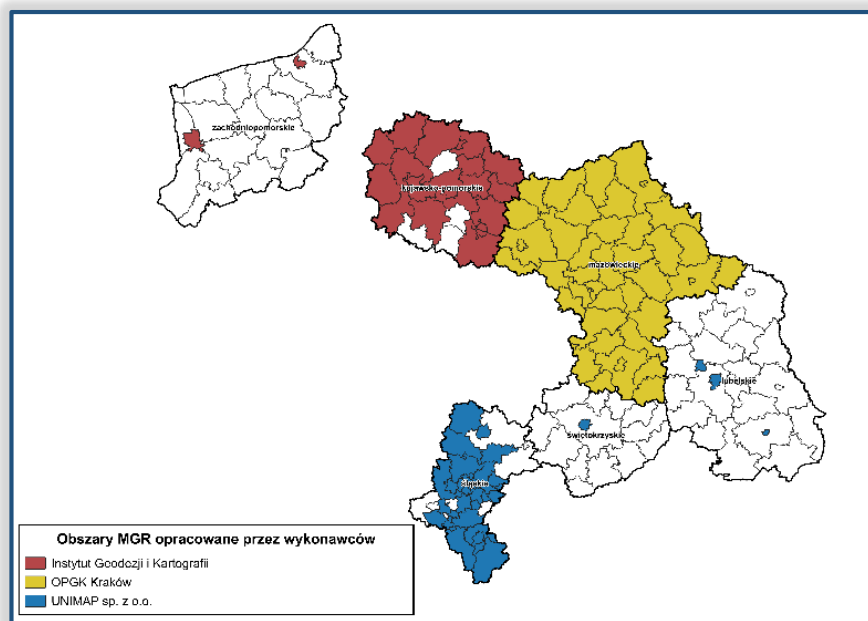 zachodniopomorskie
kujawsko-pomorskie
mazowieckie
lubelskie
świętokrzyskie
śląskie
Obszary MGR opracowane przez wykonawców
Instytut Geodezji i Kartografii
OPGK Kraków
UNIMAP sp. z o.o.